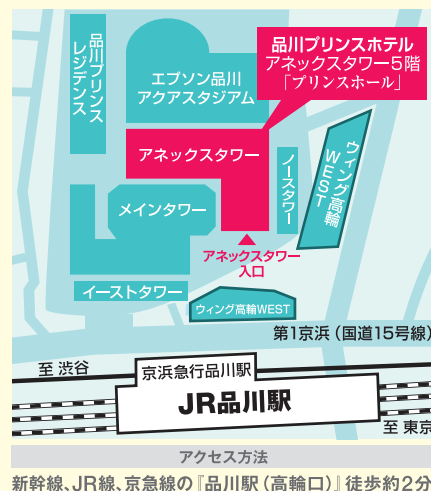 品川プリンス
レジデンス
エプソン品川
アクアスタジアム
品川プリンスホテル
アネックスタワー5階
「プリンスホール」
アネックスタワー
ノースタワー
ウィング高輪
WEST
メインタワー
アネックスタワー
入口
イーストタワー
ウィング高輪WEST
第1京浜（国道15号線）
至 渋谷
京浜急行品川駅
JR品川駅
至 東京
アクセス方法
新幹線、JR線、京急線の『品川駅（高輪口）』徒歩約2分